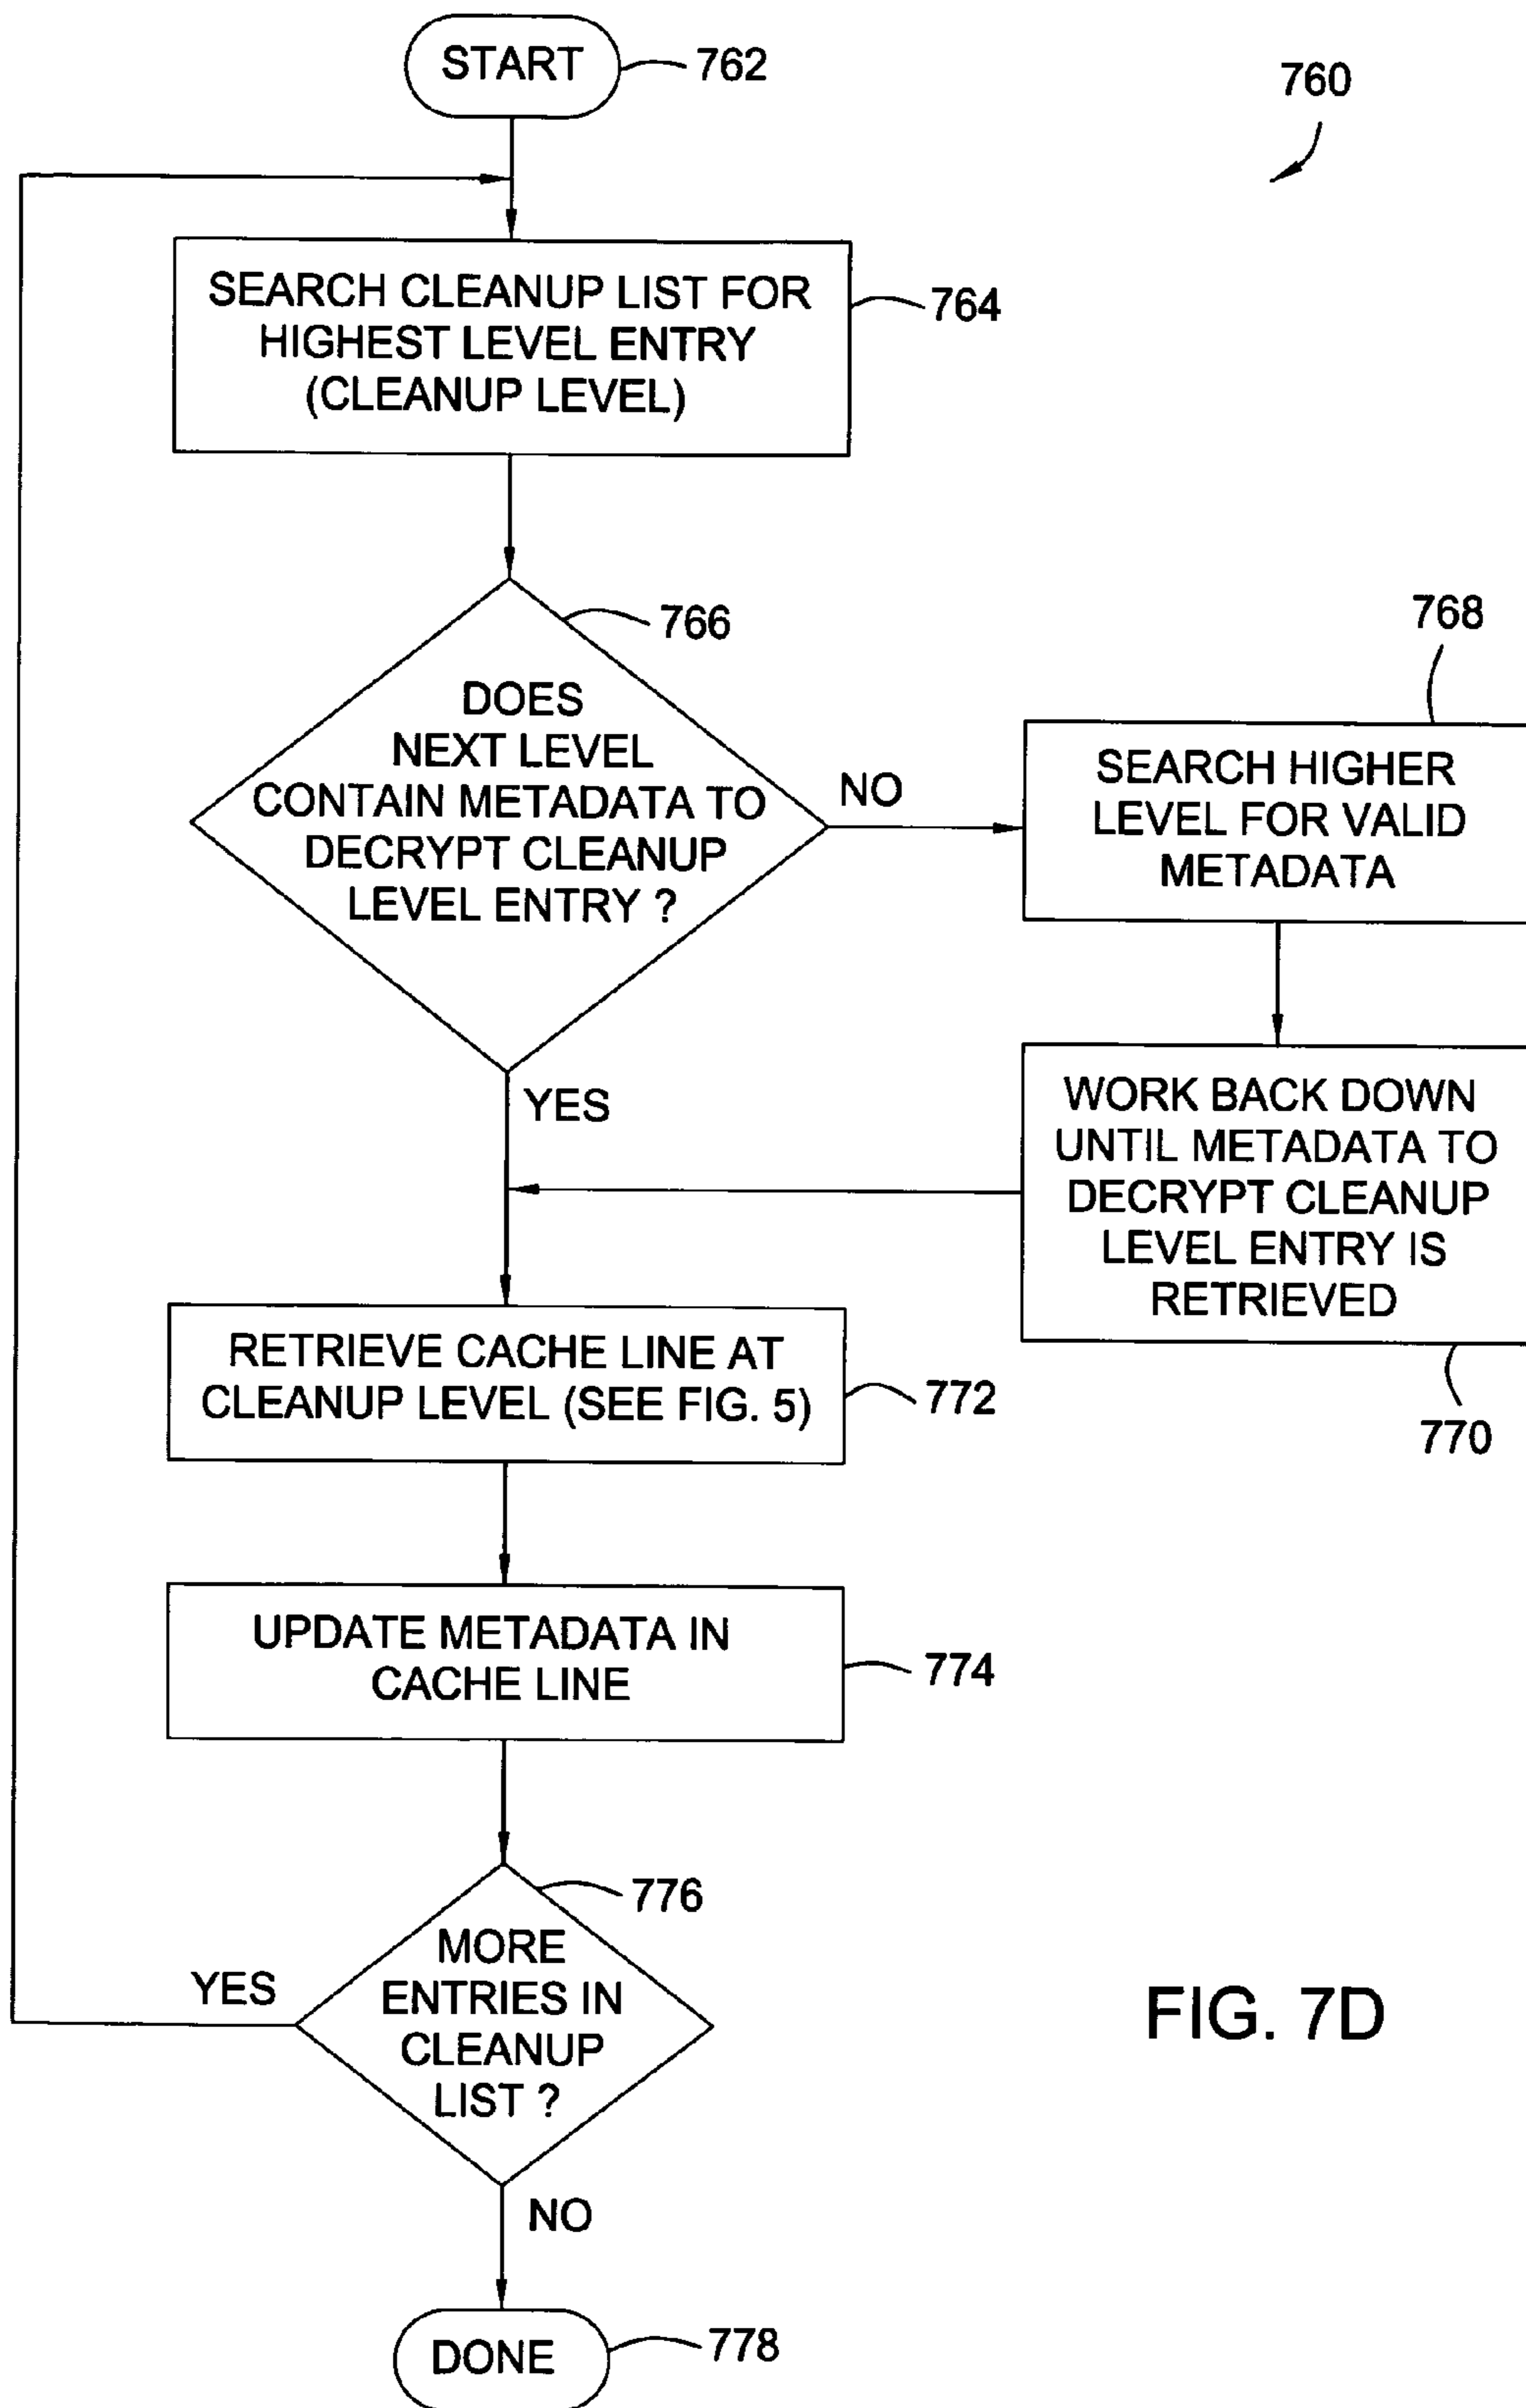 START
762
760
SEARCH CLEANUP LIST FOR
HIGHEST LEVEL ENTRY
(CLEANUP LEVEL)
764
766
DOES
NEXT LEVEL
CONTAIN METADATA TO
DECRYPT CLEANUP
LEVEL ENTRY ?
NO
768
SEARCH HIGHER
LEVEL FOR VALID
METADATA
YES
WORK BACK DOWN
UNTIL METADATA TO
DECRYPT CLEANUP
LEVEL ENTRY IS
RETRIEVED
770
RETRIEVE CACHE LINE AT
CLEANUP LEVEL (SEE FIG. 5)
772
UPDATE METADATA IN
CACHE LINE
774
776
MORE
ENTRIES IN
CLEANUP
LIST ?
YES
NO
DONE
778
FIG. 7D